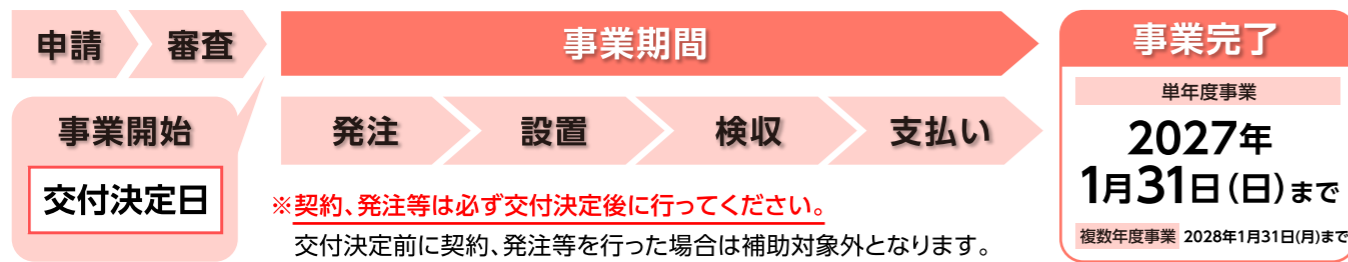 申請
審査
事業期間
事業開始
交付決定日
発注
設置
検収
支払い
※契約、発注等は必ず交付決定後に行ってください。
交付決定前に契約、発注等を行った場合は補助対象外となります。
事業完了
単年度事業
2027年
1月31日(日)まで
複数年度事業 2028年1月31日(月)まで